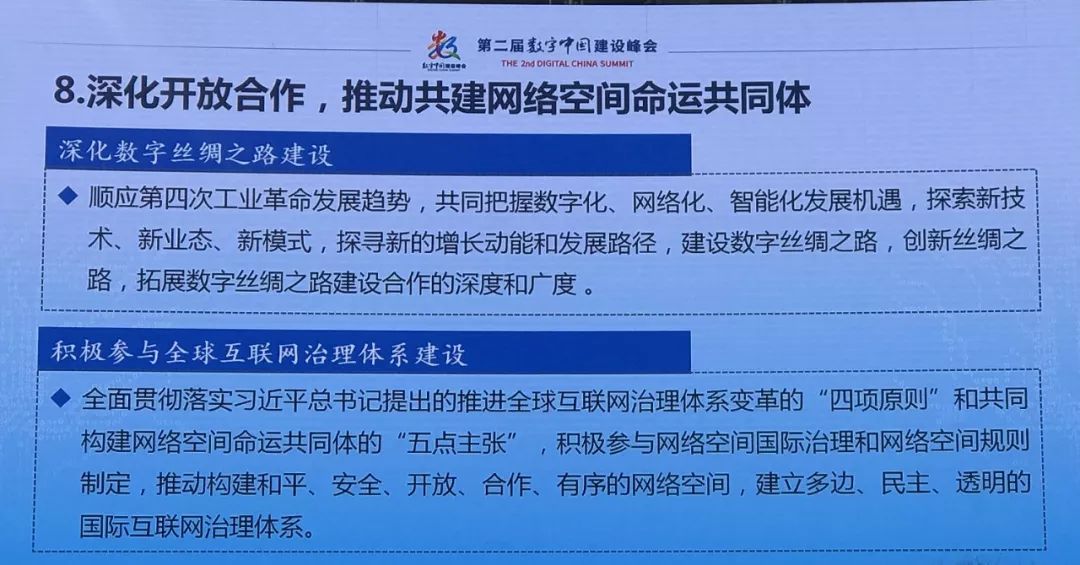 第二届数字中国建设峰会
THE 2nd DIGITAL CHINA SUMMIT
数字中国建设峰会
8.深化开放合作，推动共建网络空间命运共同体
深化数字丝绸之路建设
顺应第四次工业革命发展趋势，共同把握数字化、网络化、智能化发展机遇，探索新技
术、新业态、新模式，探寻新的增长动能和发展路径，建设数字丝绸之路，创新丝绸之
路，拓展数字丝绸之路建设合作的深度和广度。
积极参与全球互联网治理体系建设
全面贯彻落实习近平总书记提出的推进全球互联网治理体系变革的“四项原则”和共同
构建网络空间命运共同体的“五点主张”，积极参与网络空间国际治理和网络空间规则
制定，推动构建和平、安全、开放、合作、有序的网络空间，建立多边、民主、透明的
国际互联网治理体系。